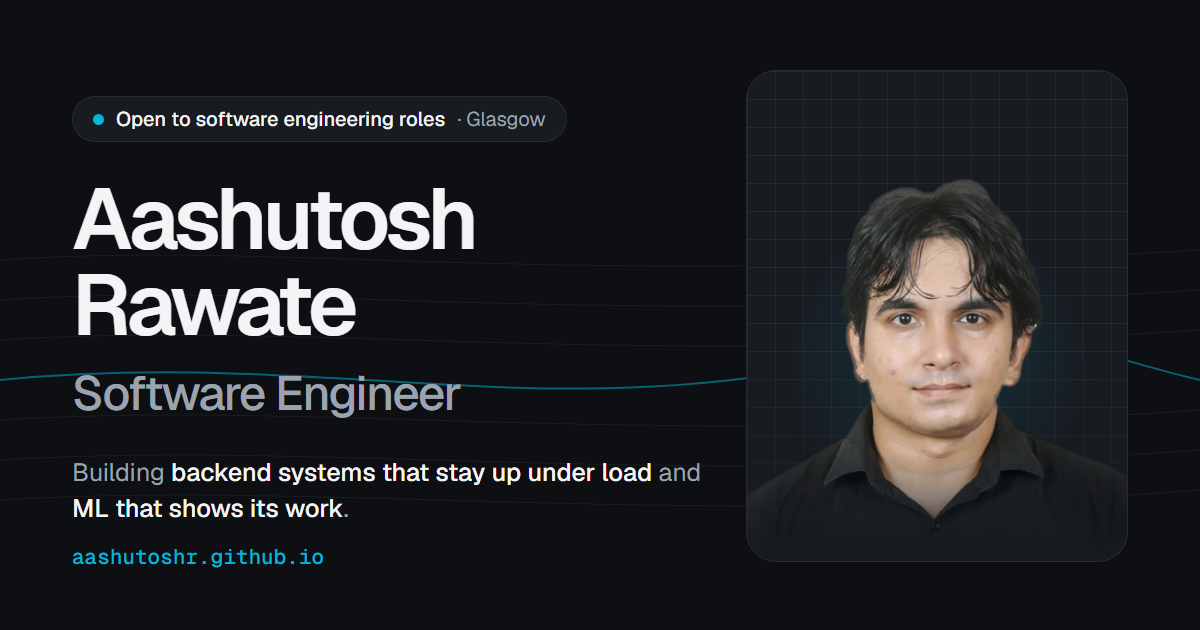 Open to software engineering roles · Glasgow
Aashutosh
Rawate
Software Engineer
Building backend systems that stay up under load and
ML that shows its work.
aashutoshr.github.io